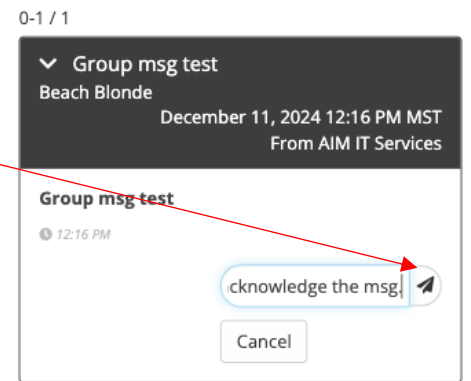 0-1 / 1
Group msg test
Beach Blonde
December 11, 2024 12:16 PM MST
From AIM IT Services
Group msg test
12:16 PM
cknowledge the msg.
Cancel